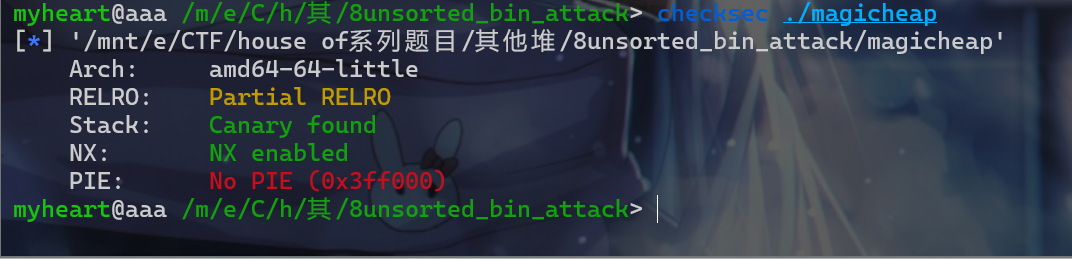 myheart@aaa /m/e/C/h/其/8unsorted_bin_attack> checksec ./magicheap
[*] '/mnt/e/CTF/house of系列题目/其他堆/8unsorted_bin_attack/magicheap'
    Arch:     amd64-64-little
    RELRO:    Partial RELRO
    Stack:    Canary found
    NX:       NX enabled
    PIE:      No PIE (0x3ff000)
myheart@aaa /m/e/C/h/其/8unsorted_bin_attack>